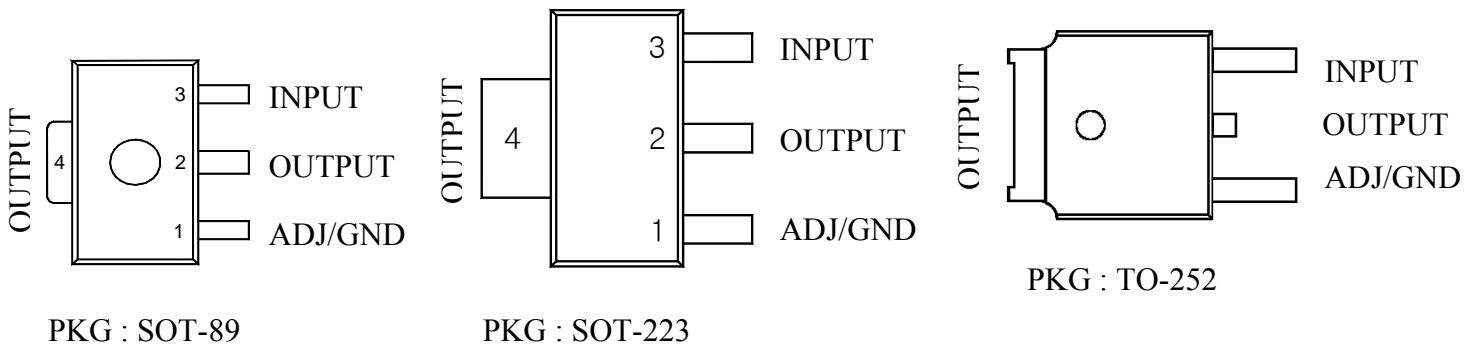 OUTPUT
4
3
INPUT
2
OUTPUT
1
ADJ/GND
PKG : SOT-89
OUTPUT
4
3
INPUT
2
OUTPUT
1
ADJ/GND
PKG : SOT-223
OUTPUT
INPUT
OUTPUT
ADJ/GND
PKG : TO-252